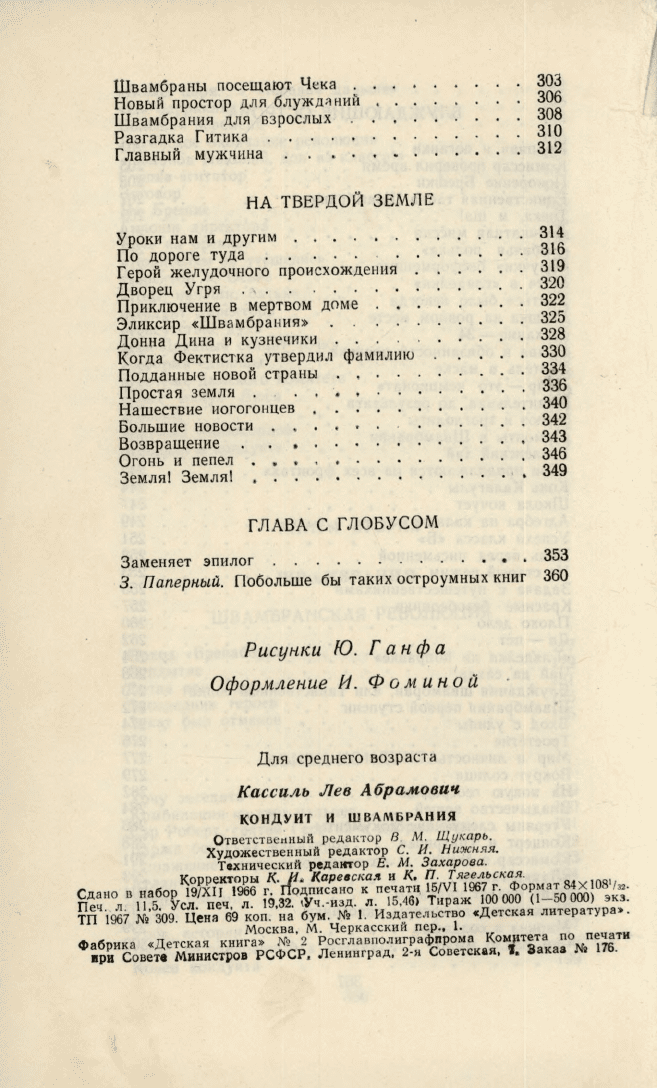 Швамбраны посещают Чека . . . . . . . . . 303
Новый простор для блужданий . . . . . . . . 306
Швамбрания для взрослых . . . . . . . . . 308
Разгадка Гитика . . . . . . . . . . . . . 310
Главный мужчина . . . . . . . . . . . . . 312
НА ТВЕРДОЙ ЗЕМЛЕ
Уроки нам и другим . . . . . . . . . . . . 314
По дороге туда . . . . . . . . . . . . . 316
Герой желудочного происхождения . . . . . . 319
Дворец Угря . . . . . . . . . . . . . . 320
Приключение в мертвом доме . . . . . . . . 322
Эликсир «Швамбрания» . . . . . . . . . . 325
Донна Дина и кузнечики . . . . . . . . . . 328
Когда Фектистка утвердил фамилию . . . . . 330
Подданные новой страны . . . . . . . . . . 334
Простая земля . . . . . . . . . . . . . . 336
Нашествие иогогонцев . . . . . . . . . . . 340
Большие новости . . . . . . . . . . . . . 342
Возвращение . . . . . . . . . . . . . . 343
Огонь и пепел . . . . . . . . . . . . . . 346
Земля! Земля! . . . . . . . . . . . . . . 349
ГЛАВА С ГЛОБУСОМ
Заменяет эпилог . . . . . . . . . . . . . 353
З. Паперный. Побольше бы таких остроумных книг 360
Рисунки Ю. Ганфа
Оформление И. Фоминой
Для среднего возраста
Кассиль Лев Абрамович
КОНДУИТ И ШВАМБРАНИЯ
Ответственный редактор В. М. Щукарь.
Художественный редактор С. И. Нижняя.
Технический редактор Е. М. Захарова.
Корректоры К. И. Каревская и К. П. Тягельская.
Сдано в набор 19/XII 1966 г. Подписано к печати 15/VI 1967 г. Формат 84×108¹/₃₂.
Печ. л. 11,5. Усл. печ. л. 19,32. (Уч.-изд. л. 15,46) Тираж 100 000 (1—50 000) экз.
ТП 1967 № 309. Цена 69 коп. на бум. № 1. Издательство «Детская литература».
Москва, М. Черкасский пер., 1.
Фабрика «Детская книга» № 2 Росглавполиграфпрома Комитета по печати
при Совете Министров РСФСР, Ленинград, 2-я Советская, 7. Заказ № 176.